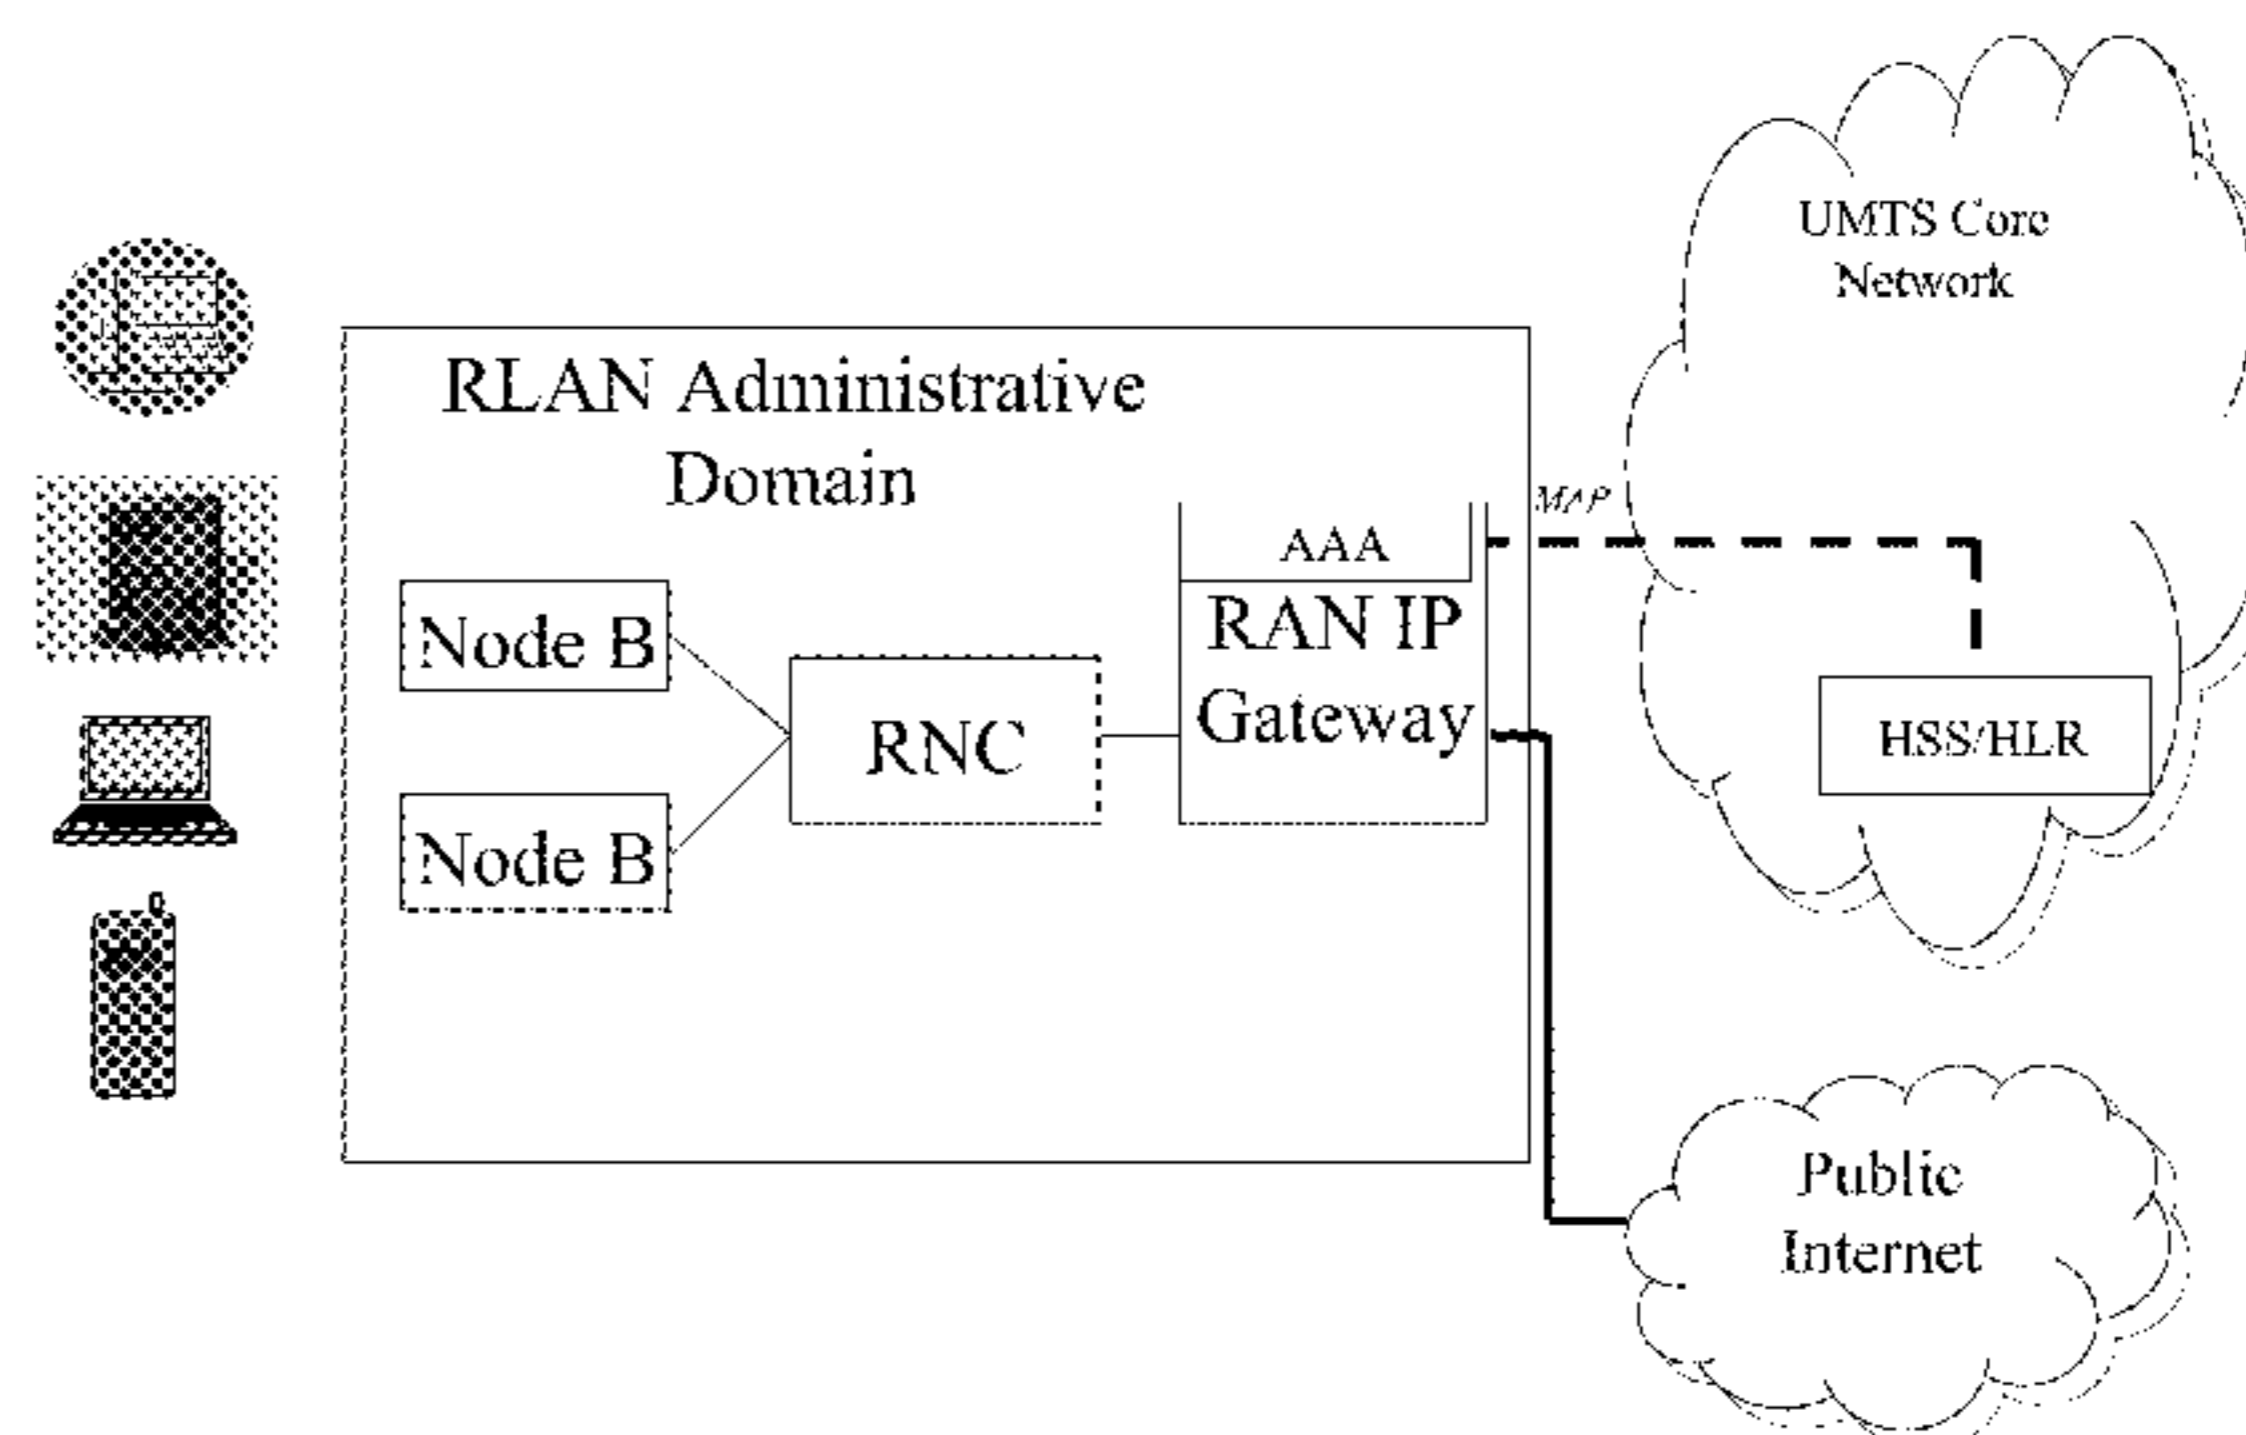 UMTS Core
Network
RLAN Administrative
Domain
MAP
AAA
RAN IP
Gateway
Node B
RNC
HSS/HLR
Node B
Public
Internet